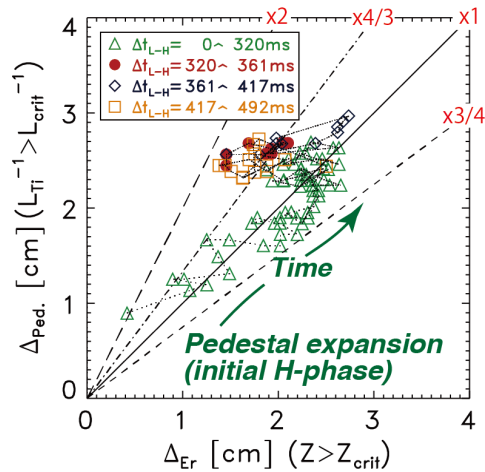 x2
x4/3
x1
x3/4
Δt_L-H = 0~ 320ms
Δt_L-H = 320~ 361ms
Δt_L-H = 361~ 417ms
Δt_L-H = 417~ 492ms
4
3
2
1
0
Δ_Ped. [cm] (L_Ti^-1 > L_crit^-1)
Time
Pedestal expansion
(initial H-phase)
0 1 2 3 4
Δ_Er [cm] (Z>Z_crit)